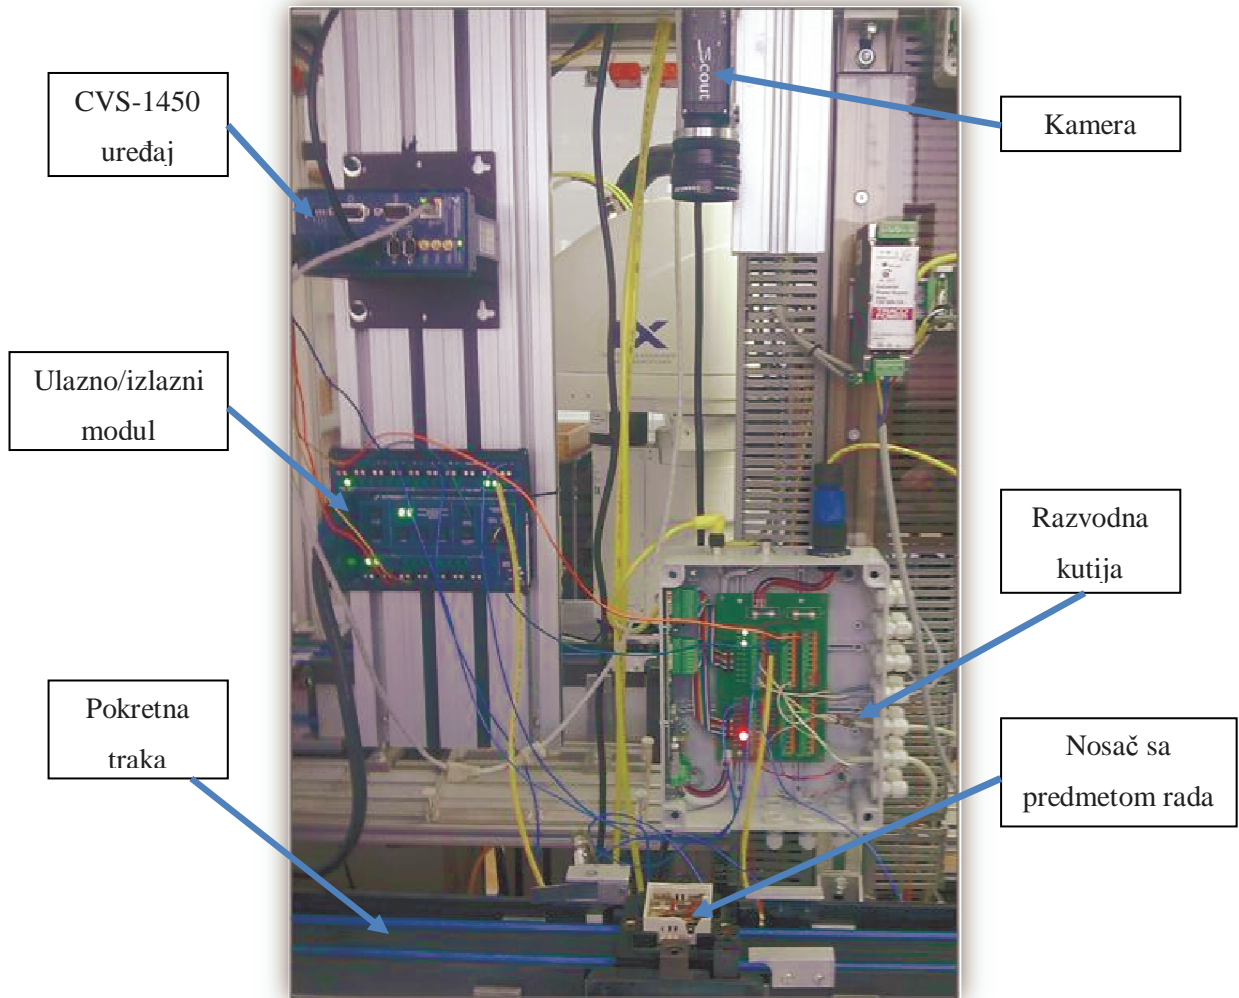 CVS-1450
uređaj
Scout
Kamera
Ulazno/izlazni
modul
X
Razvodna
kutija
Pokretna
traka
Nosač sa
predmetom rada